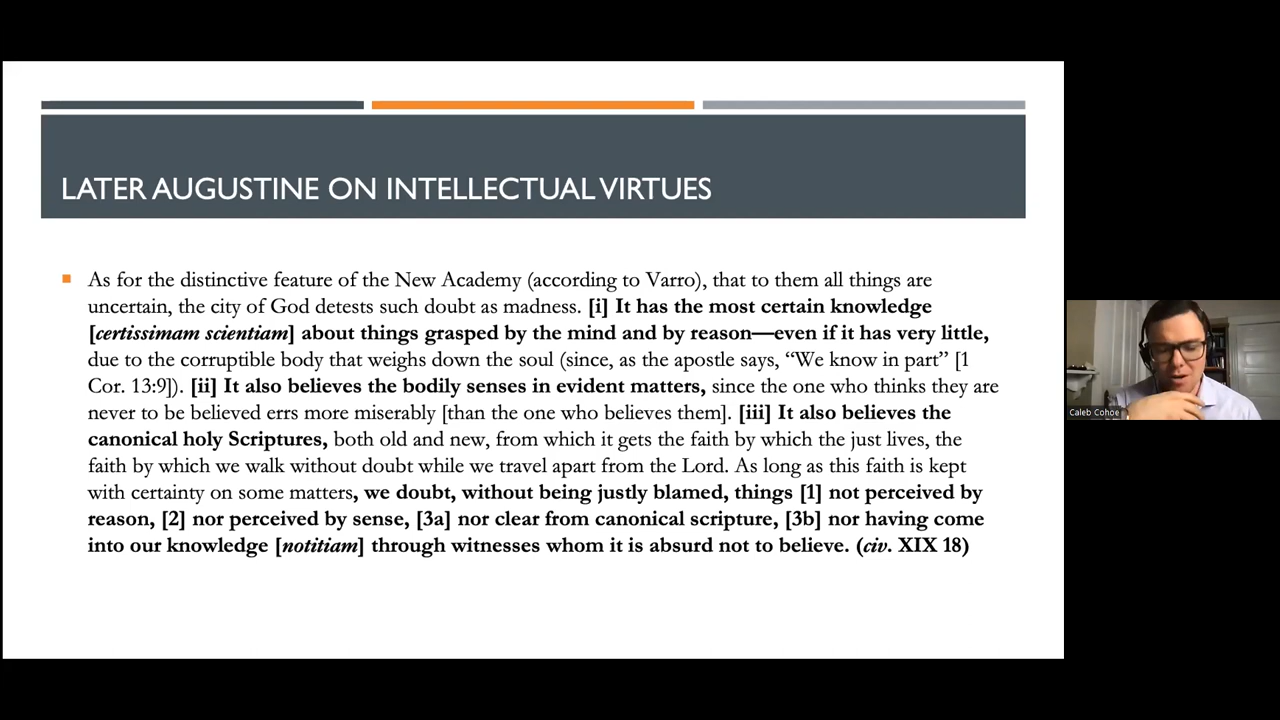 LATER AUGUSTINE ON INTELLECTUAL VIRTUES
As for the distinctive feature of the New Academy (according to Varro), that to them all things are
uncertain, the city of God detests such doubt as madness. [i] It has the most certain knowledge
[certissimam scientiam] about things grasped by the mind and by reason—even if it has very little,
due to the corruptible body that weighs down the soul (since, as the apostle says, “We know in part” [1
Cor. 13:9]). [ii] It also believes the bodily senses in evident matters, since the one who thinks they are
never to be believed errs more miserably [than the one who believes them]. [iii] It also believes the
canonical holy Scriptures, both old and new, from which it gets the faith by which the just lives, the
faith by which we walk without doubt while we travel apart from the Lord. As long as this faith is kept
with certainty on some matters, we doubt, without being justly blamed, things [1] not perceived by
reason, [2] nor perceived by sense, [3a] nor clear from canonical scripture, [3b] nor having come
into our knowledge [notitiam] through witnesses whom it is absurd not to believe. (civ. XIX 18)
Caleb Cohoe